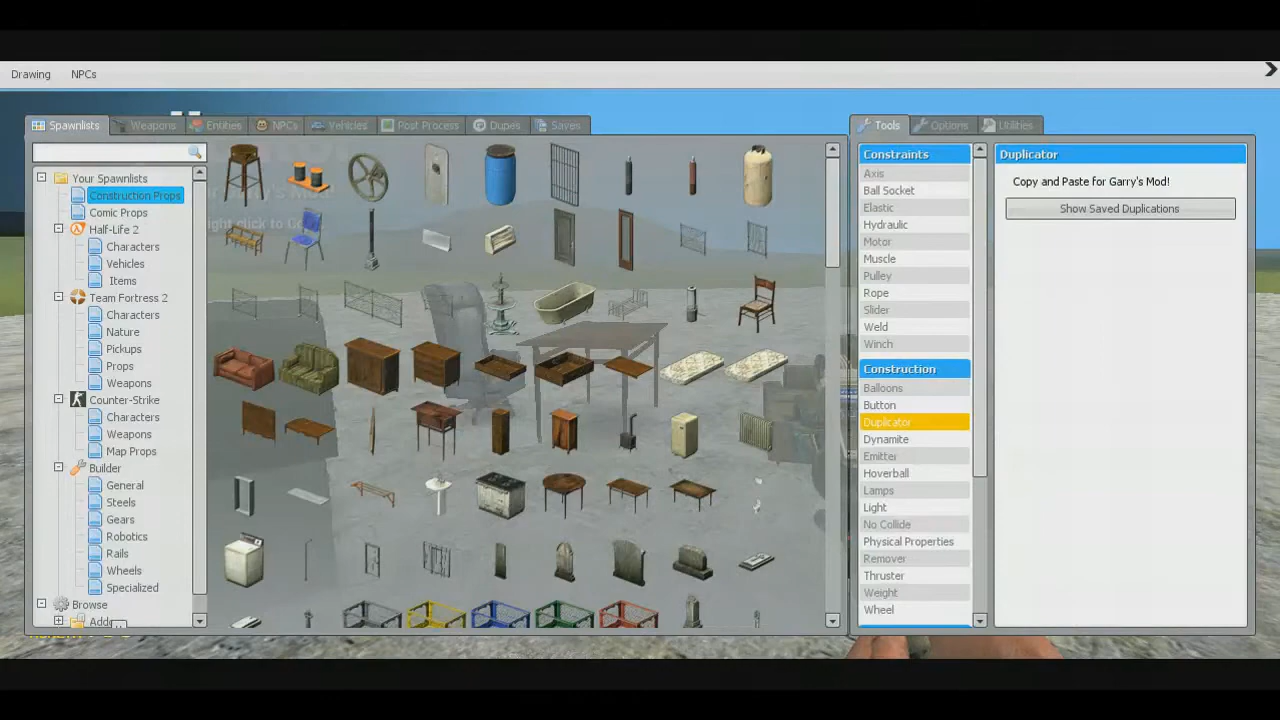 Drawing NPCs
Spawnlists Weapons Entities NPCs Vehicles Post Process Dupes Saves
Your Spawnlists
Construction Props
Comic Props
Half-Life 2
Characters
Vehicles
Items
Team Fortress 2
Characters
Nature
Pickups
Props
Weapons
Counter-Strike
Characters
Weapons
Map Props
Builder
General
Steels
Gears
Robotics
Rails
Wheels
Specialized
Browse
Tools Options Utilities
Constraints
Axis
Ball Socket
Elastic
Hydraulic
Motor
Muscle
Pulley
Rope
Slider
Weld
Winch
Construction
Balloons
Button
Duplicator
Dynamite
Emitter
Hoverball
Lamps
Light
No Collide
Physical Properties
Remover
Thruster
Weight
Wheel
Duplicator
Copy and Paste for Garry's Mod!
Show Saved Duplications